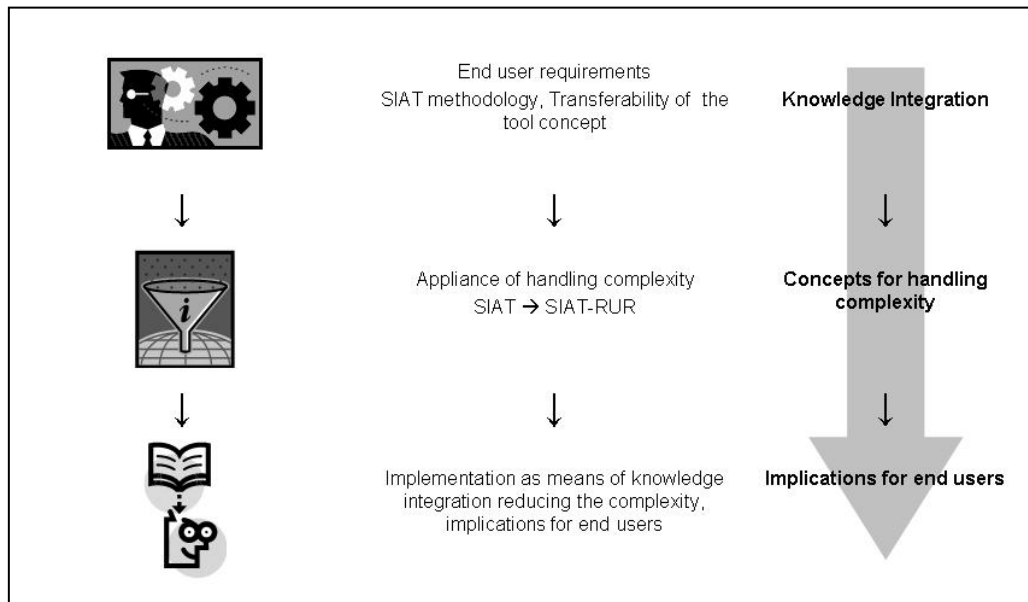 End user requirements
SIAT methodology, Transferability of the
tool concept
Knowledge Integration
↓ ↓ ↓
i
Appliance of handling complexity
SIAT → SIAT-RUR
Concepts for handling
complexity
↓ ↓ ↓
Implementation as means of knowledge
integration reducing the complexity,
implications for end users
Implications for end users